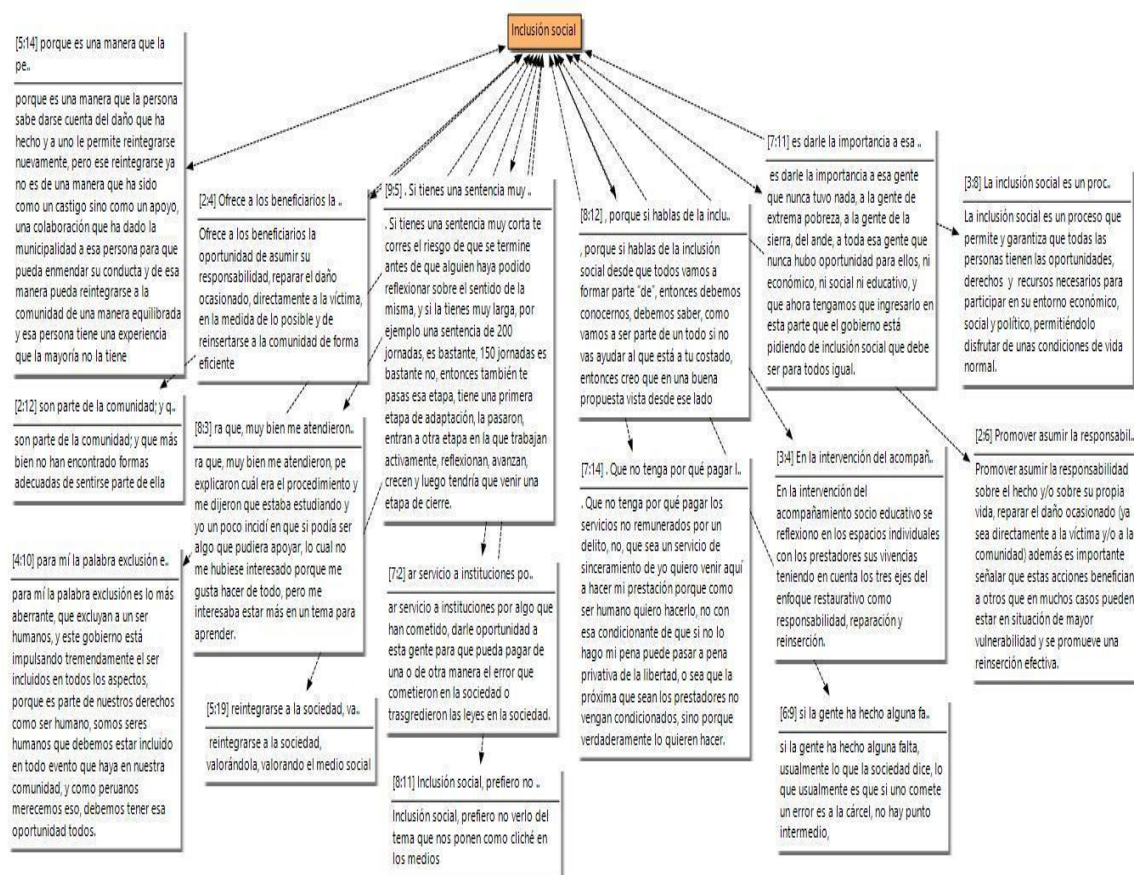 Inclusión social
[5:14] porque es una manera que la
pe..
porque es una manera que la persona
sabe darse cuenta del daño que ha
hecho y a uno le permite reintegrarse
nuevamente, pero ese reintegrarse ya
no es de una manera que ha sido
como un castigo sino como un apoyo,
una colaboración que ha dado la
municipalidad a esa persona para que
pueda enmendar su conducta y de esa
manera pueda reintegrarse a la
comunidad de una manera equilibrada
y esa persona tiene una experiencia
que la mayoría no la tiene
[2:4] Ofrece a los beneficiarios la ..
Ofrece a los beneficiarios la
oportunidad de asumir su
responsabilidad, reparar el daño
ocasionado, directamente a la víctima,
en la medida de lo posible y de
reinsertarse a la comunidad de forma
eficiente
[9:5] . Si tienes una sentencia muy ..
. Si tienes una sentencia muy corta te
corres el riesgo de que se termine
antes de que alguien haya podido
reflexionar sobre el sentido de la
misma, y si la tienes muy larga, por
ejemplo una sentencia de 200
jornadas, es bastante, 150 jornadas es
bastante no, entonces también te
pasas esa etapa, tiene una primera
etapa de adaptación, la pasaron,
entran a otra etapa en la que trabajan
activamente, reflexionan, avanzan,
crecen y luego tendría que venir una
etapa de cierre.
[8:12] , porque si hablas de la inclu..
, porque si hablas de la inclusión
social desde que todos vamos a
formar parte "de", entonces debemos
conocernos, debemos saber, como
vamos a ser parte de un todo si no
vas ayudar al que está a tu costado,
entonces creo que en una buena
propuesta vista desde ese lado
[7:11] es darle la importancia a esa ..
es darle la importancia a esa gente
que nunca tuvo nada, a la gente de
extrema pobreza, a la gente de la
sierra, del ande, a toda esa gente que
nunca hubo oportunidad para ellos, ni
económico, ni social ni educativo, y
que ahora tengamos que ingresarlo en
esta parte que el gobierno está
pidiendo de inclusión social que debe
ser para todos igual.
[3:8] La inclusión social es un proc..
La inclusión social es un proceso que
permite y garantiza que todas las
personas tienen las oportunidades,
derechos y recursos necesarios para
participar en su entorno económico,
social y político, permitiéndolo
disfrutar de unas condiciones de vida
normal.
[2:12] son parte de la comunidad; y q..
son parte de la comunidad; y que más
bien no han encontrado formas
adecuadas de sentirse parte de ella
[8:3] ra que, muy bien me atendieron..
ra que, muy bien me atendieron, pe
explicaron cuál era el procedimiento y
me dijeron que estaba estudiando y
yo un poco incidí en que si podía ser
algo que pudiera apoyar, lo cual no
me hubiese interesado porque me
gusta hacer de todo, pero me
interesaba estar más en un tema para
aprender.
[7:14] . Que no tenga por qué pagar l..
. Que no tenga por qué pagar los
servicios no remunerados por un
delito, no, que sea un servicio de
sinceramiento de yo quiero venir aquí
a hacer mi prestación porque como
ser humano quiero hacerlo, no con
esa condicionante de que si no lo
hago mi pena puede pasar a pena
privativa de la libertad, o sea que la
próxima que sean los prestadores no
vengan condicionados, sino porque
verdaderamente lo quieren hacer.
[3:4] En la intervención del acompañ..
En la intervención del
acompañamiento socio educativo se
reflexiono en los espacios individuales
con los prestadores sus vivencias
teniendo en cuenta los tres ejes del
enfoque restaurativo como
responsabilidad, reparación y
reinserción.
[2:6] Promover asumir la responsabil..
Promover asumir la responsabilidad
sobre el hecho y/o sobre su propia
vida, reparar el daño ocasionado (ya
sea directamente a la víctima y/o a la
comunidad) además es importante
señalar que estas acciones benefician
a otros que en muchos casos pueden
estar en situación de mayor
vulnerabilidad y se promueve una
reinserción efectiva.
[4:10] para mí la palabra exclusión e..
para mí la palabra exclusión es lo más
aberrante, que excluyan a un ser
humanos, y este gobierno está
impulsando tremendamente el ser
incluidos en todos los aspectos,
porque es parte de nuestros derechos
como ser humano, somos seres
humanos que debemos estar incluido
en todo evento que haya en nuestra
comunidad, y como peruanos
merecemos eso, debemos tener esa
oportunidad todos.
[7:2] ar servicio a instituciones po..
ar servicio a instituciones por algo que
han cometido, darle oportunidad a
esta gente para que pueda pagar de
una o de otra manera el error que
cometieron en la sociedad o
trasgredieron las leyes en la sociedad.
[5:19] reintegrarse a la sociedad, va..
reintegrarse a la sociedad,
valorándola, valorando el medio social
[6:9] si la gente ha hecho alguna fa..
si la gente ha hecho alguna falta,
usualmente lo que la sociedad dice, lo
que usualmente es que si uno comete
un error es a la cárcel, no hay punto
intermedio,
[8:11] Inclusión social, prefiero no ..
Inclusión social, prefiero no verlo del
tema que nos ponen como cliché en
los medios